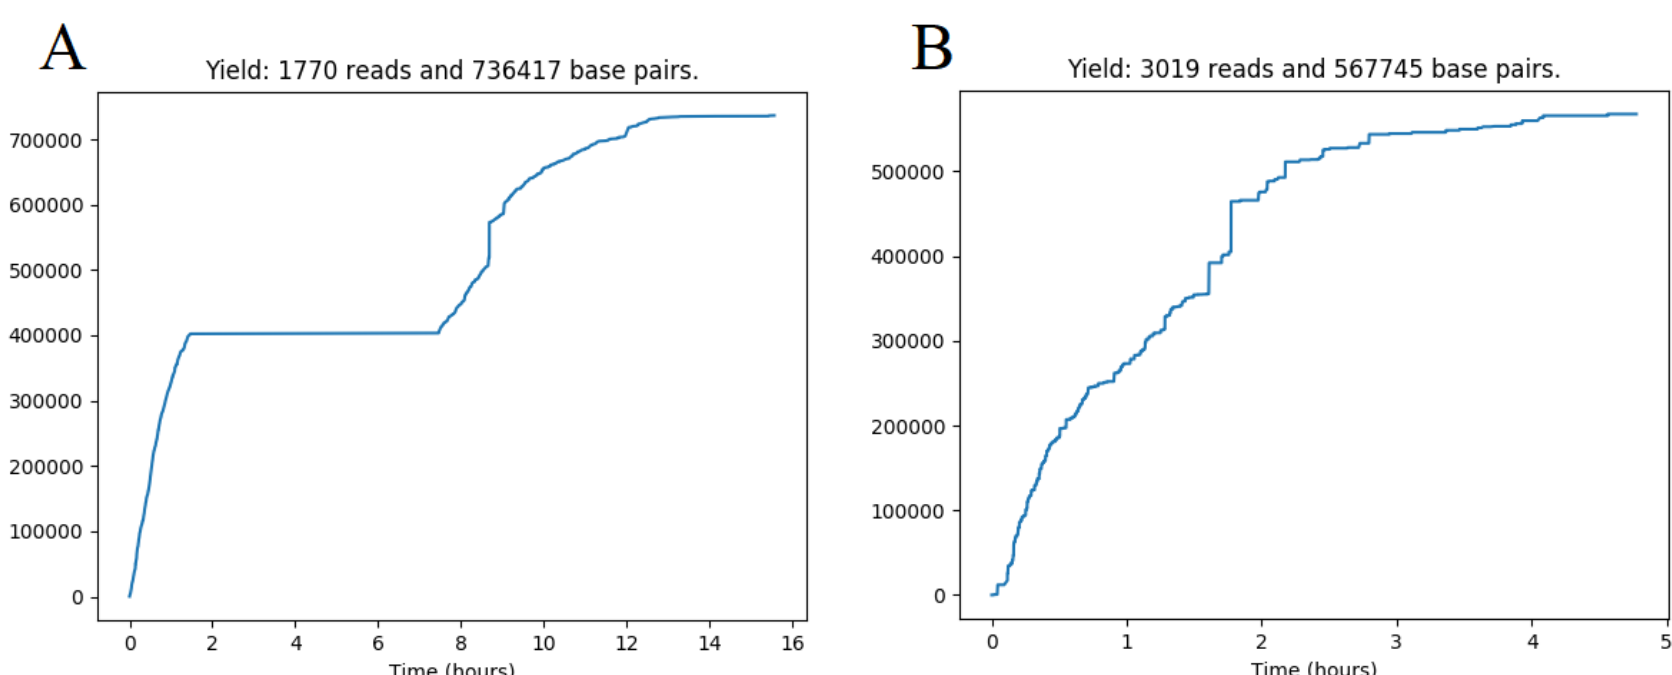 A
Yield: 1770 reads and 736417 base pairs.
700000
600000
500000
400000
300000
200000
100000
0
0 2 4 6 8 10 12 14 16
Time (hours)
B
Yield: 3019 reads and 567745 base pairs.
500000
400000
300000
200000
100000
0
0 1 2 3 4 5
Time (hours)